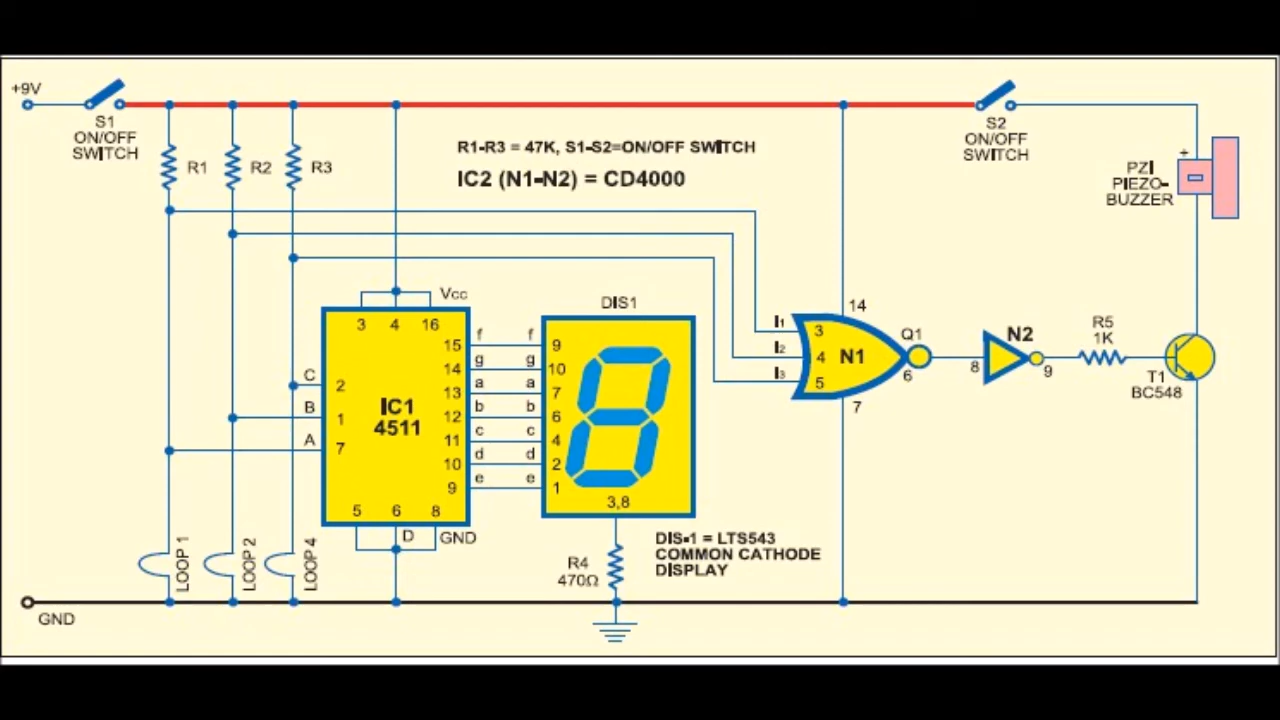 +9V
S1
ON/OFF
SWITCH
R1
R2
R3
R1-R3 = 47K, S1-S2=ON/OFF SWITCH
IC2 (N1-N2) = CD4000
S2
ON/OFF
SWITCH
PZI
PIEZO-
BUZZER
+
Vcc
3 4 16
C 2
B 1
A 7
IC1
4511
15 f
14 g
13 a
12 b
11 c
10 d
9 e
5 6 8
D
GND
DIS1
f 9
g 10
a 7
b 6
c 4
d 2
e 1
3,8
R4
470Ω
DIS-1 = LTS543
COMMON CATHODE
DISPLAY
I1 3
I2 4
I3 5
14
N1
7
Q1
6
N2
8
9
R5
1K
T1
BC548
LOOP 1
LOOP 2
LOOP 4
GND